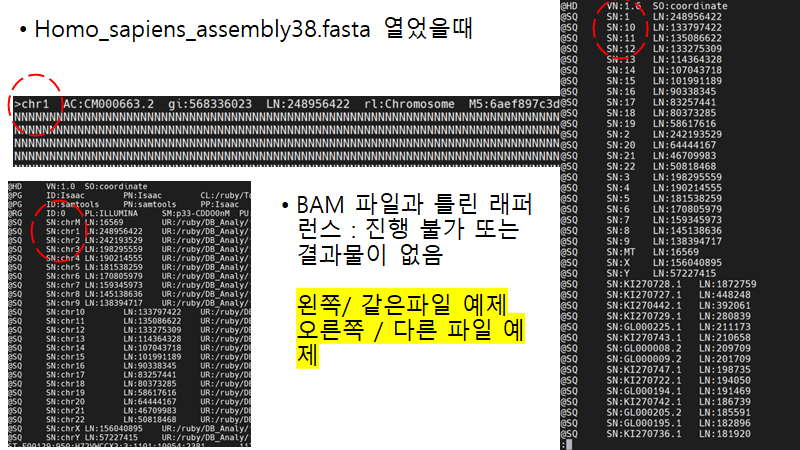 • Homo_sapiens_assembly38.fasta 열었을때
>chr1 AC:CM000663.2 gi:568336023 LN:248956422 rl:Chromosome M5:6aef897c3d
NNNNNNNNNNNNNNNNNNNNNNNNNNNNNNNNNNNNNNNNNNNNNNNNNNNNNNNNNNNNNNNNNNNNNNNNNNNNNNNN
NNNNNNNNNNNNNNNNNNNNNNNNNNNNNNNNNNNNNNNNNNNNNNNNNNNNNNNNNNNNNNNNNNNNNNNNNNNNNNNN
NNNNNNNNNNNNNNNNNNNNNNNNNNNNNNNNNNNNNNNNNNNNNNNNNNNNNNNNNNNNNNNNNNNNNNNNNNNNNNNN
NNNNNNNNNNNNNNNNNNNNNNNNNNNNNNNNNNNNNNNNNNNNNNNNNNNNNNNNNNNNNNNNNNNNNNNNNNNNNNNN
@HD VN:1.0 SO:coordinate
@PG ID:Isaac PN:Isaac CL:/ruby/To
@PG ID:samtools PN:samtools PP:Isaac
@RG ID:0 PL:ILLUMINA SM:p33-CDDOOnM PU:
@SQ SN:chrM LN:16569 UR:/ruby/DB_Analy/
@SQ SN:chr1 LN:248956422 UR:/ruby/DB_Analy/
@SQ SN:chr2 LN:242193529 UR:/ruby/DB_Analy/
@SQ SN:chr3 LN:198295559 UR:/ruby/DB_Analy/
@SQ SN:chr4 LN:190214555 UR:/ruby/DB_Analy/
@SQ SN:chr5 LN:181538259 UR:/ruby/DB_Analy/
@SQ SN:chr6 LN:170805979 UR:/ruby/DB_Analy/
@SQ SN:chr7 LN:159345973 UR:/ruby/DB_Analy/
@SQ SN:chr8 LN:145138636 UR:/ruby/DB_Analy/
@SQ SN:chr9 LN:138394717 UR:/ruby/DB_Analy/
@SQ SN:chr10 LN:133797422 UR:/ruby/DB
@SQ SN:chr11 LN:135086622 UR:/ruby/DB
@SQ SN:chr12 LN:133275309 UR:/ruby/DB
@SQ SN:chr13 LN:114364328 UR:/ruby/DB
@SQ SN:chr14 LN:107043718 UR:/ruby/DB
@SQ SN:chr15 LN:101991189 UR:/ruby/DB
@SQ SN:chr16 LN:90338345 UR:/ruby/DB
@SQ SN:chr17 LN:83257441 UR:/ruby/DB
@SQ SN:chr18 LN:80373285 UR:/ruby/DB
@SQ SN:chr19 LN:58617616 UR:/ruby/DB
@SQ SN:chr20 LN:64444167 UR:/ruby/DB
@SQ SN:chr21 LN:46709983 UR:/ruby/DB
@SQ SN:chr22 LN:50818468 UR:/ruby/DB
@SQ SN:chrX LN:156040895 UR:/ruby/DB_Analy/
@SQ SN:chrY LN:57227415 UR:/ruby/DB_Analy/
• BAM 파일과 틀린 래퍼
런스 : 진행 불가 또는
결과물이 없음
왼쪽/ 같은파일 예제
오른쪽 / 다른 파일 예
제
@HD VN:1.6 SO:coordinate
@SQ SN:1 LN:248956422
@SQ SN:10 LN:133797422
@SQ SN:11 LN:135086622
@SQ SN:12 LN:133275309
@SQ SN:13 LN:114364328
@SQ SN:14 LN:107043718
@SQ SN:15 LN:101991189
@SQ SN:16 LN:90338345
@SQ SN:17 LN:83257441
@SQ SN:18 LN:80373285
@SQ SN:19 LN:58617616
@SQ SN:2 LN:242193529
@SQ SN:20 LN:64444167
@SQ SN:21 LN:46709983
@SQ SN:22 LN:50818468
@SQ SN:3 LN:198295559
@SQ SN:4 LN:190214555
@SQ SN:5 LN:181538259
@SQ SN:6 LN:170805979
@SQ SN:7 LN:159345973
@SQ SN:8 LN:145138636
@SQ SN:9 LN:138394717
@SQ SN:MT LN:16569
@SQ SN:X LN:156040895
@SQ SN:Y LN:57227415
@SQ SN:KI270728.1 LN:1872759
@SQ SN:KI270727.1 LN:448248
@SQ SN:KI270442.1 LN:392061
@SQ SN:KI270729.1 LN:280839
@SQ SN:GL000225.1 LN:211173
@SQ SN:KI270743.1 LN:210658
@SQ SN:GL000008.2 LN:209709
@SQ SN:GL000009.2 LN:201709
@SQ SN:KI270747.1 LN:198735
@SQ SN:KI270722.1 LN:194050
@SQ SN:GL000194.1 LN:191469
@SQ SN:KI270742.1 LN:186739
@SQ SN:GL000205.2 LN:185591
@SQ SN:GL000195.1 LN:182896
@SQ SN:KI270736.1 LN:181920
: